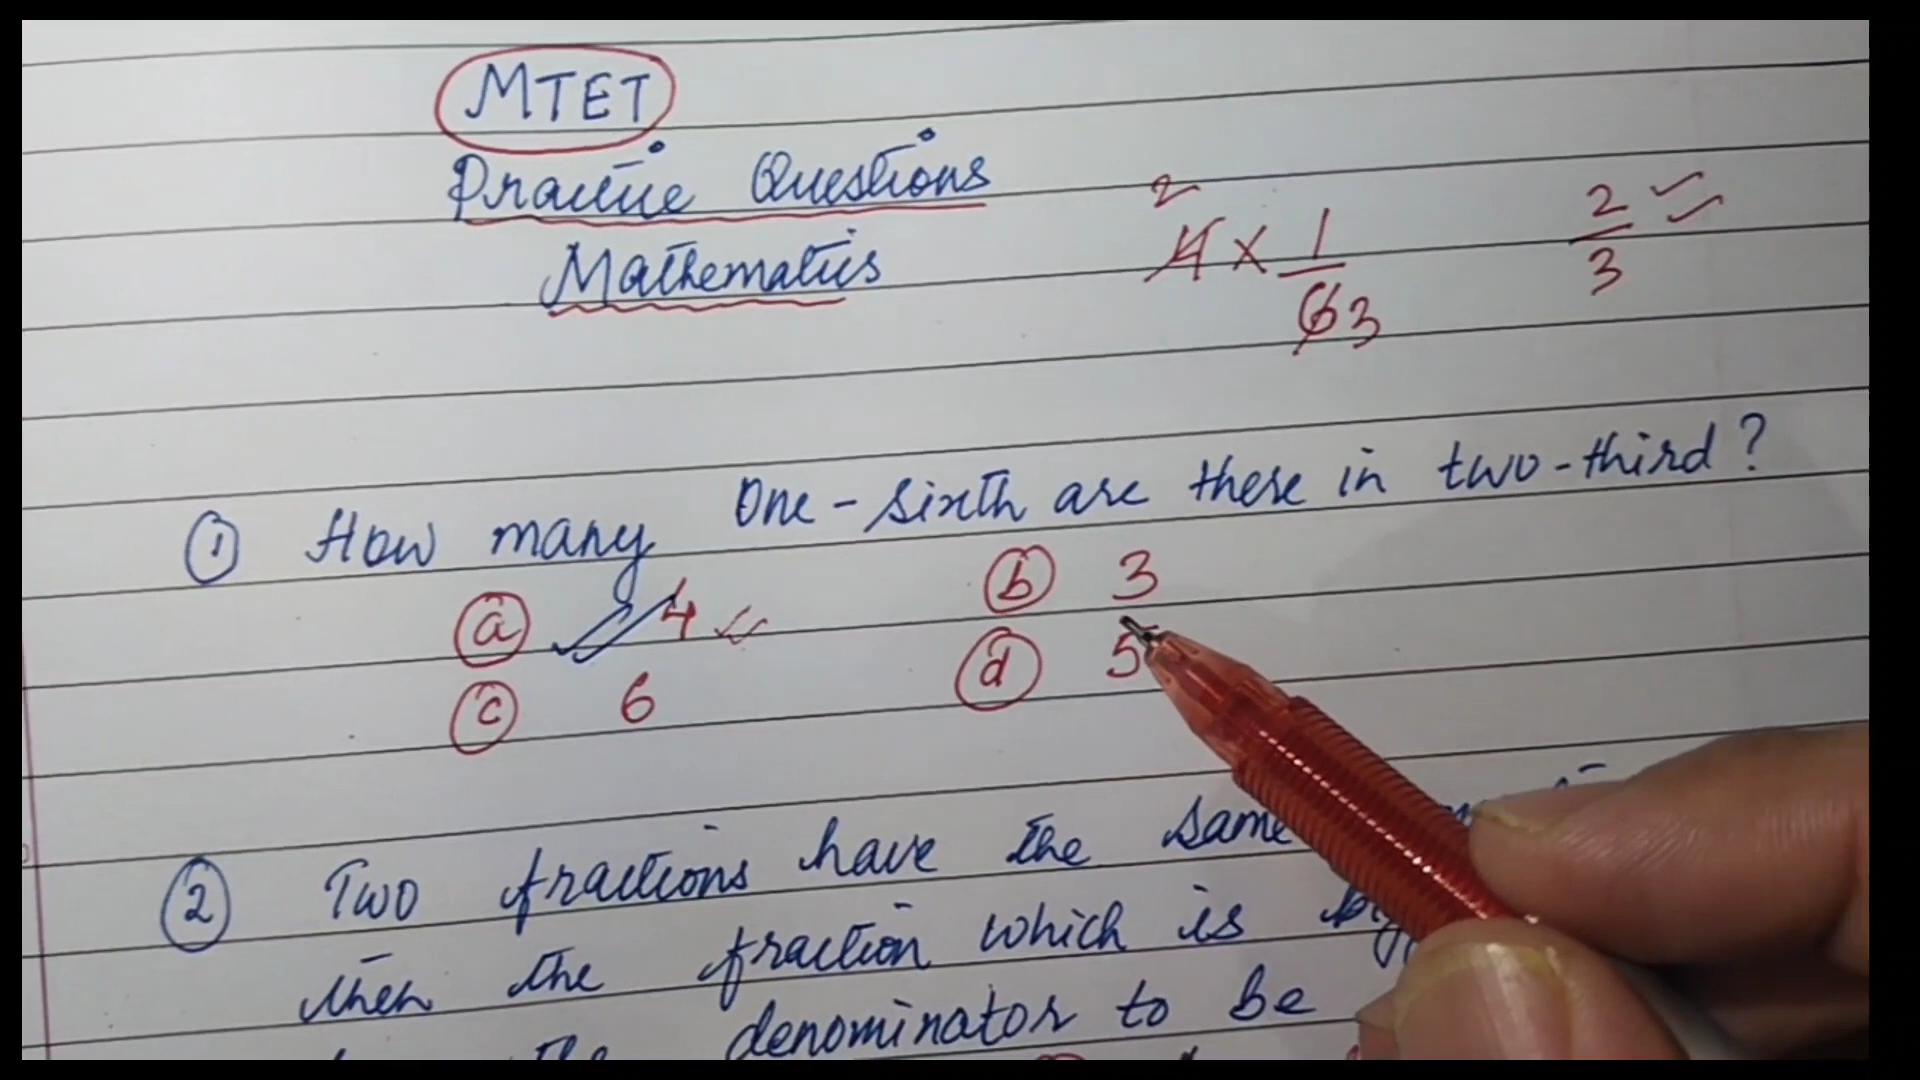 MTET
Practice Questions
Mathematics
2
4 × 1
6 3
2
3
① How many One-sixth are there in two-third?
ⓐ 4 ⓑ 3
ⓒ 6 ⓓ 5
② Two fractions have the same
then the fraction which is
the denominator to be